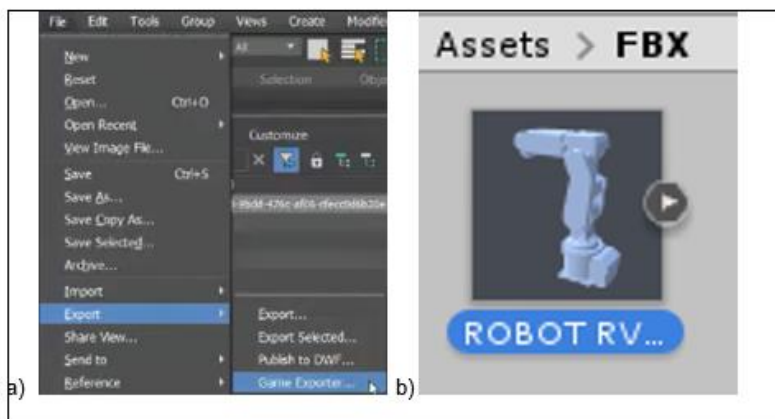 File Edit Tools Group Views Create Modifie
New
Reset
Open... Ctrl+O
Open Recent
View Image File...
Save Ctrl+S
Save As...
Save Copy As...
Save Selected...
Archive...
Import
Export
Share View...
Send to
Reference
All
Selection Obje
Customize
Export...
Export Selected...
Publish to DWF...
Game Exporter...
a)
Assets > FBX
ROBOT RV...
b)